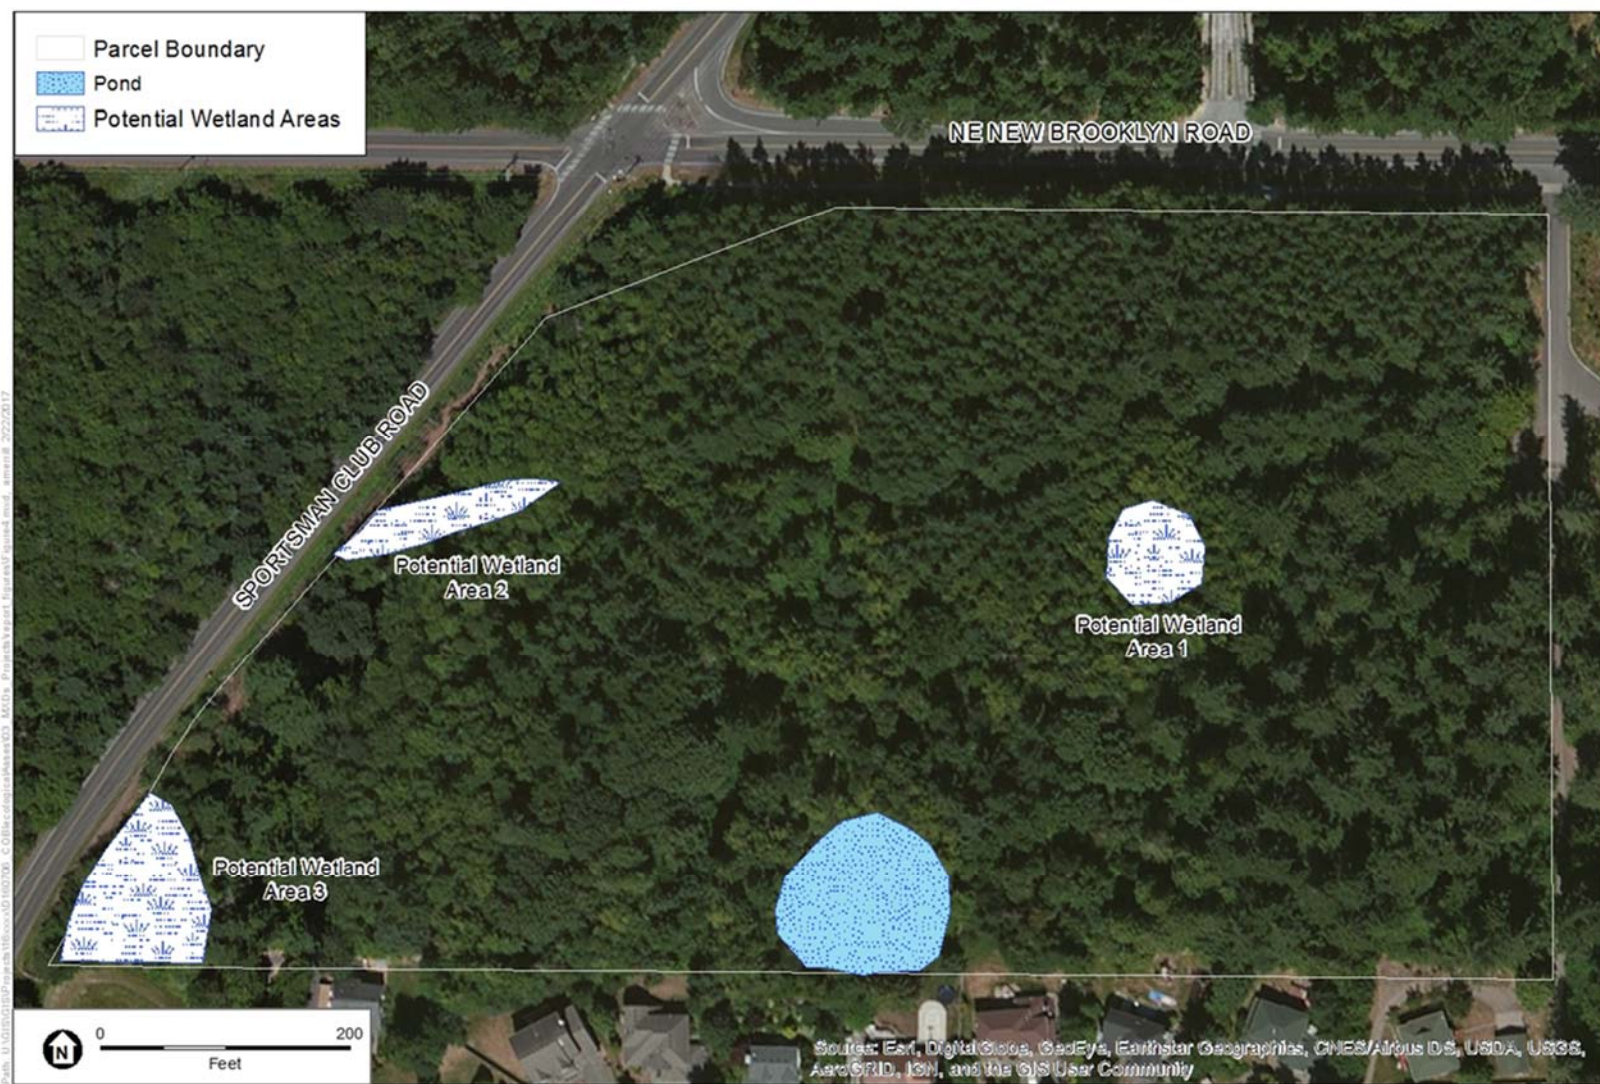 Parcel Boundary
Pond
Potential Wetland Areas
NE NEW BROOKLYN ROAD
SPORTSMAN CLUB ROAD
Potential Wetland
Area 2
Potential Wetland
Area 1
Potential Wetland
Area 3
N
0 200
Feet
Source: Esri, DigitalGlobe, GeoEye, Earthstar Geographics, CNES/Airbus DS, USDA, USGS,
AeroGRID, IGN, and the GIS User Community